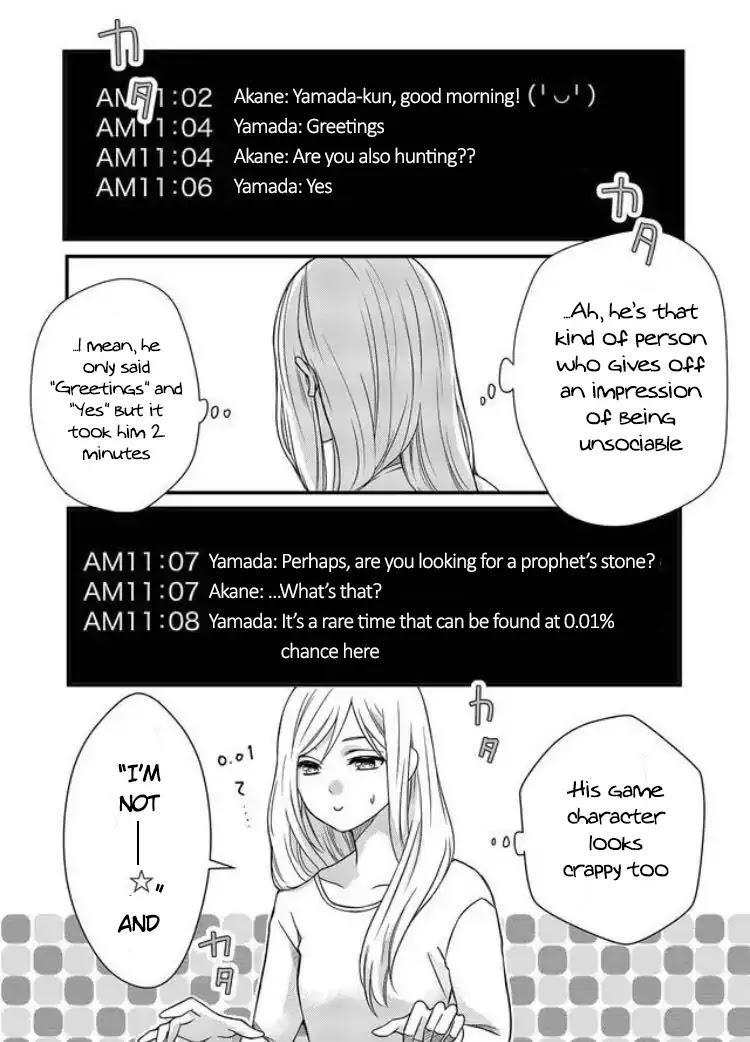 カタ
AM11:02 Akane: Yamada-kun, good morning! ( ' ᴗ ' )
AM11:04 Yamada: Greetings
AM11:04 Akane: Are you also hunting??
AM11:06 Yamada: Yes
カタ
...Ah, he's that
kind of person
who gives off
an impression
of being
unsociable
...I mean, he
only said
"Greetings" and
"Yes" but it
took him 2
minutes
AM11:07 Yamada: Perhaps, are you looking for a prophet's stone?
AM11:07 Akane: ...What's that?
AM11:08 Yamada: It's a rare time that can be found at 0.01%
chance here
カタ
His game
character
looks
crappy too
0.01
て……
"I'M
NOT
—
☆"
AND
カタ